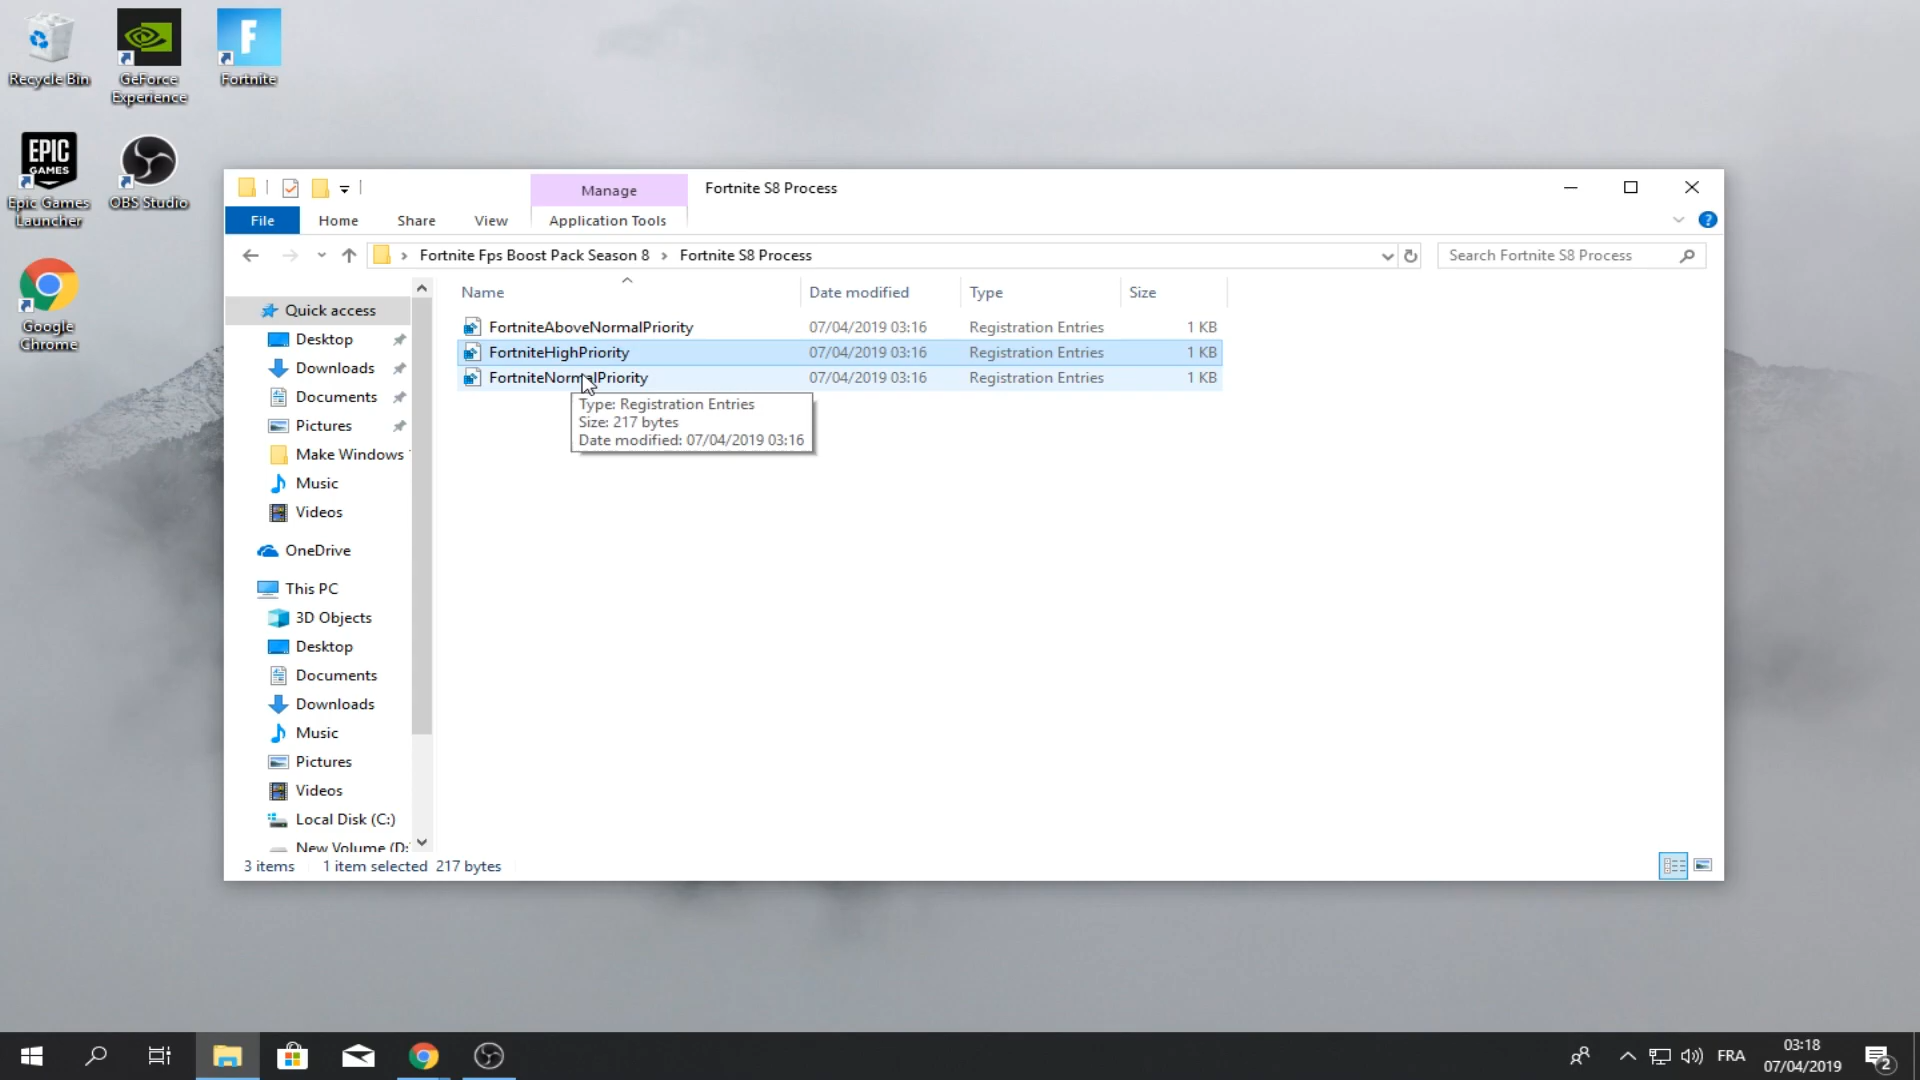 Recycle Bin
GeForce Experience
Fortnite
EPIC GAMES
Epic Games Launcher
OBS Studio
Google Chrome
Manage
Fortnite S8 Process
File
Home
Share
View
Application Tools
?
Fortnite Fps Boost Pack Season 8 › Fortnite S8 Process
Search Fortnite S8 Process
Name
Date modified
Type
Size
FortniteAboveNormalPriority 07/04/2019 03:16 Registration Entries 1 KB
FortniteHighPriority 07/04/2019 03:16 Registration Entries 1 KB
FortniteNormalPriority 07/04/2019 03:16 Registration Entries 1 KB
Type: Registration Entries
Size: 217 bytes
Date modified: 07/04/2019 03:16
Quick access
Desktop
Downloads
Documents
Pictures
Make Windows
Music
Videos
OneDrive
This PC
3D Objects
Desktop
Documents
Downloads
Music
Pictures
Videos
Local Disk (C:)
New Volume (D:
3 items
1 item selected 217 bytes
FRA
03:18
07/04/2019
2